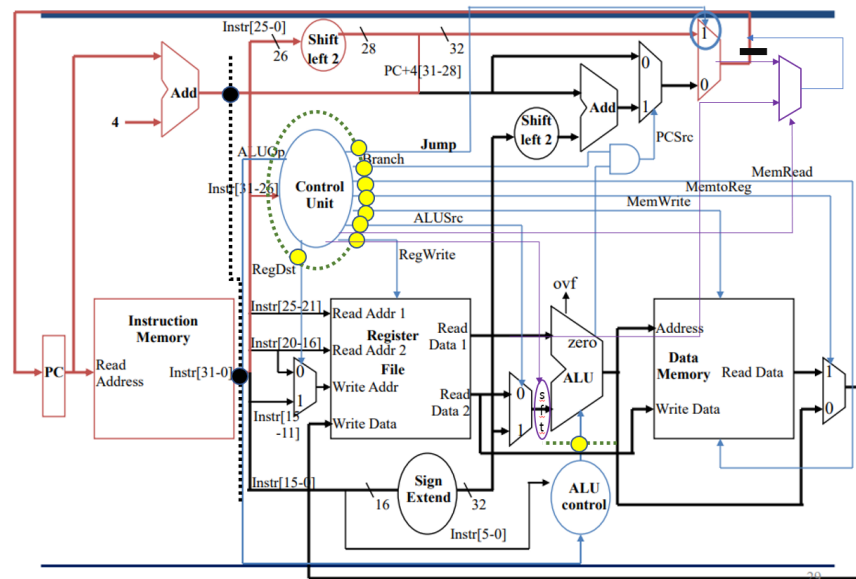 Instr[25-0]
26
Shift
left 2
28
32
PC+4[31-28]
1
0
0
1
Add
4
Add
Shift
left 2
PCSrc
ALUOp
Jump
Branch
MemRead
Instr[31-26]
Control
Unit
MemtoReg
MemWrite
ALUSrc
RegWrite
RegDst
ovf
Instruction
Memory
PC
Read
Address
Instr[31-0]
Instr[25-21]
Read Addr 1
Register
File
Read
Data 1
Instr[20-16]
Read Addr 2
0
1
Write Addr
Read
Data 2
Instr[15
-11]
Write Data
0
1
s
f
t
zero
ALU
Address
Data
Memory
Read Data
Write Data
1
0
Instr[15-0]
16
Sign
Extend
32
ALU
control
Instr[5-0]